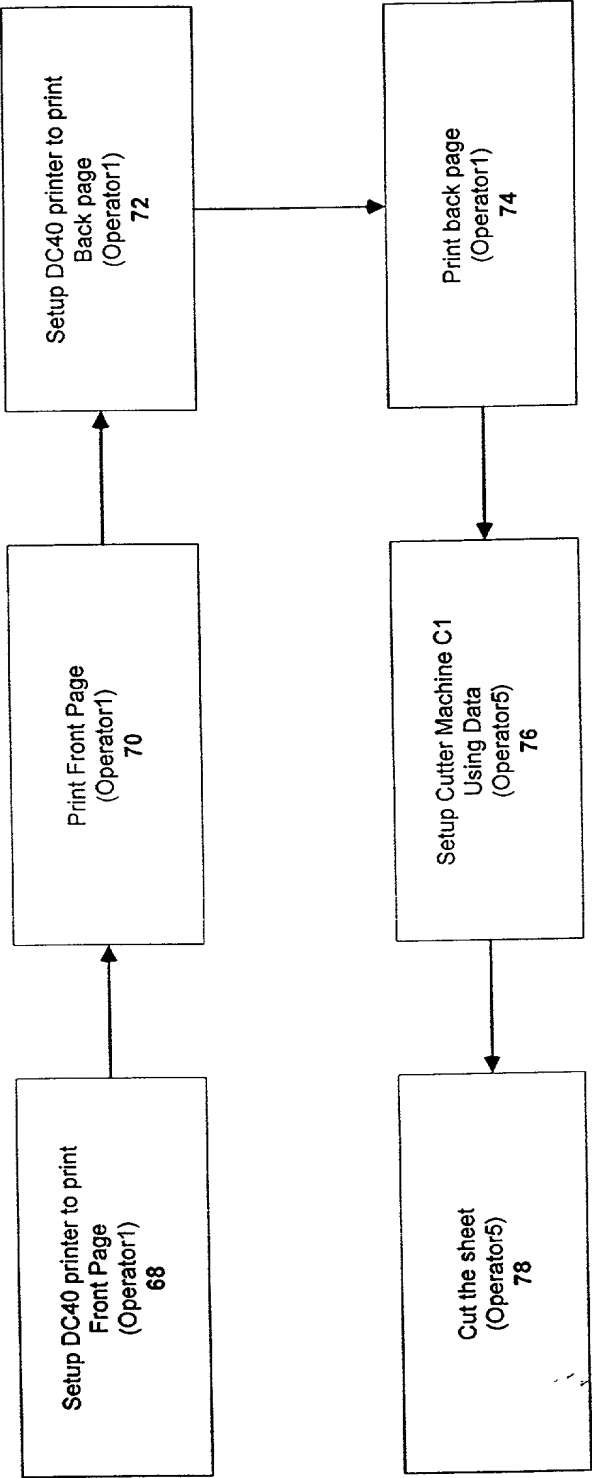 Setup DC40 printer to print
Front Page
(Operator1)
68
Print Front Page
(Operator1)
70
Setup DC40 printer to print
Back page
(Operator1)
72
Print back page
(Operator1)
74
Setup Cutter Machine C1
Using Data
(Operator5)
76
Cut the sheet
(Operator5)
78